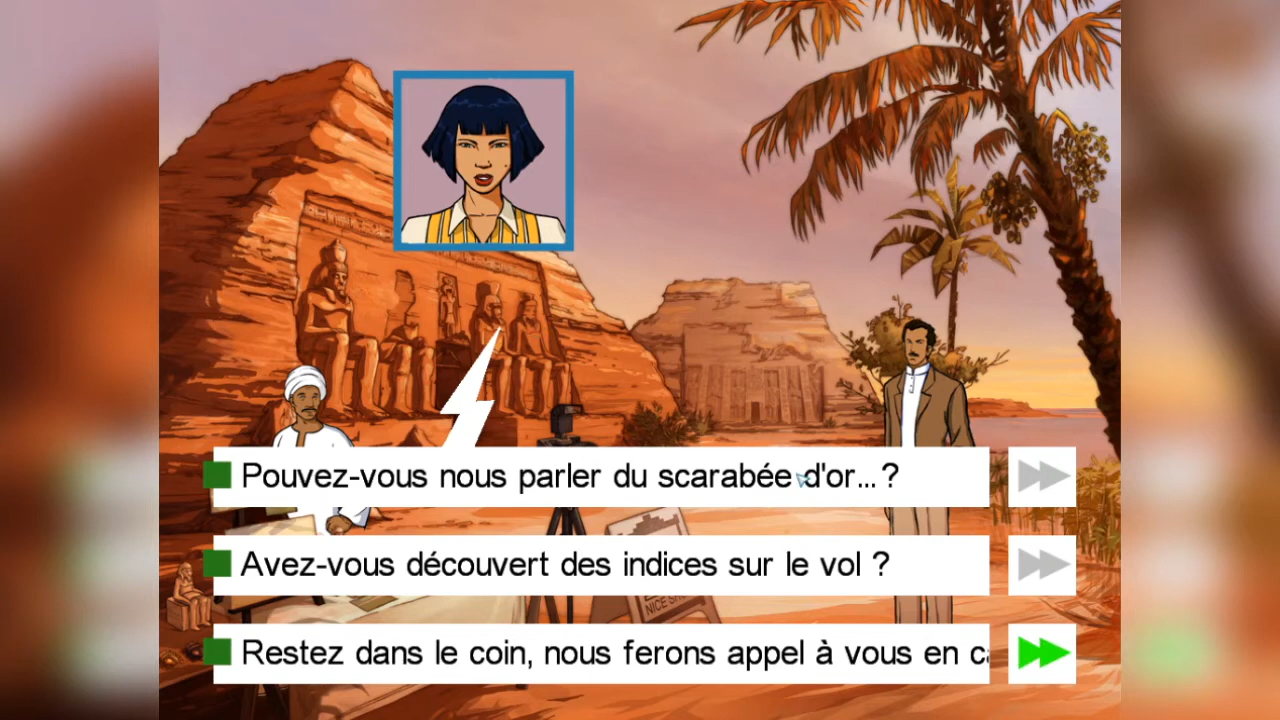 Pouvez-vous nous parler du scarabée d'or...?
Avez-vous découvert des indices sur le vol ?
Restez dans le coin, nous ferons appel à vous en
NICE